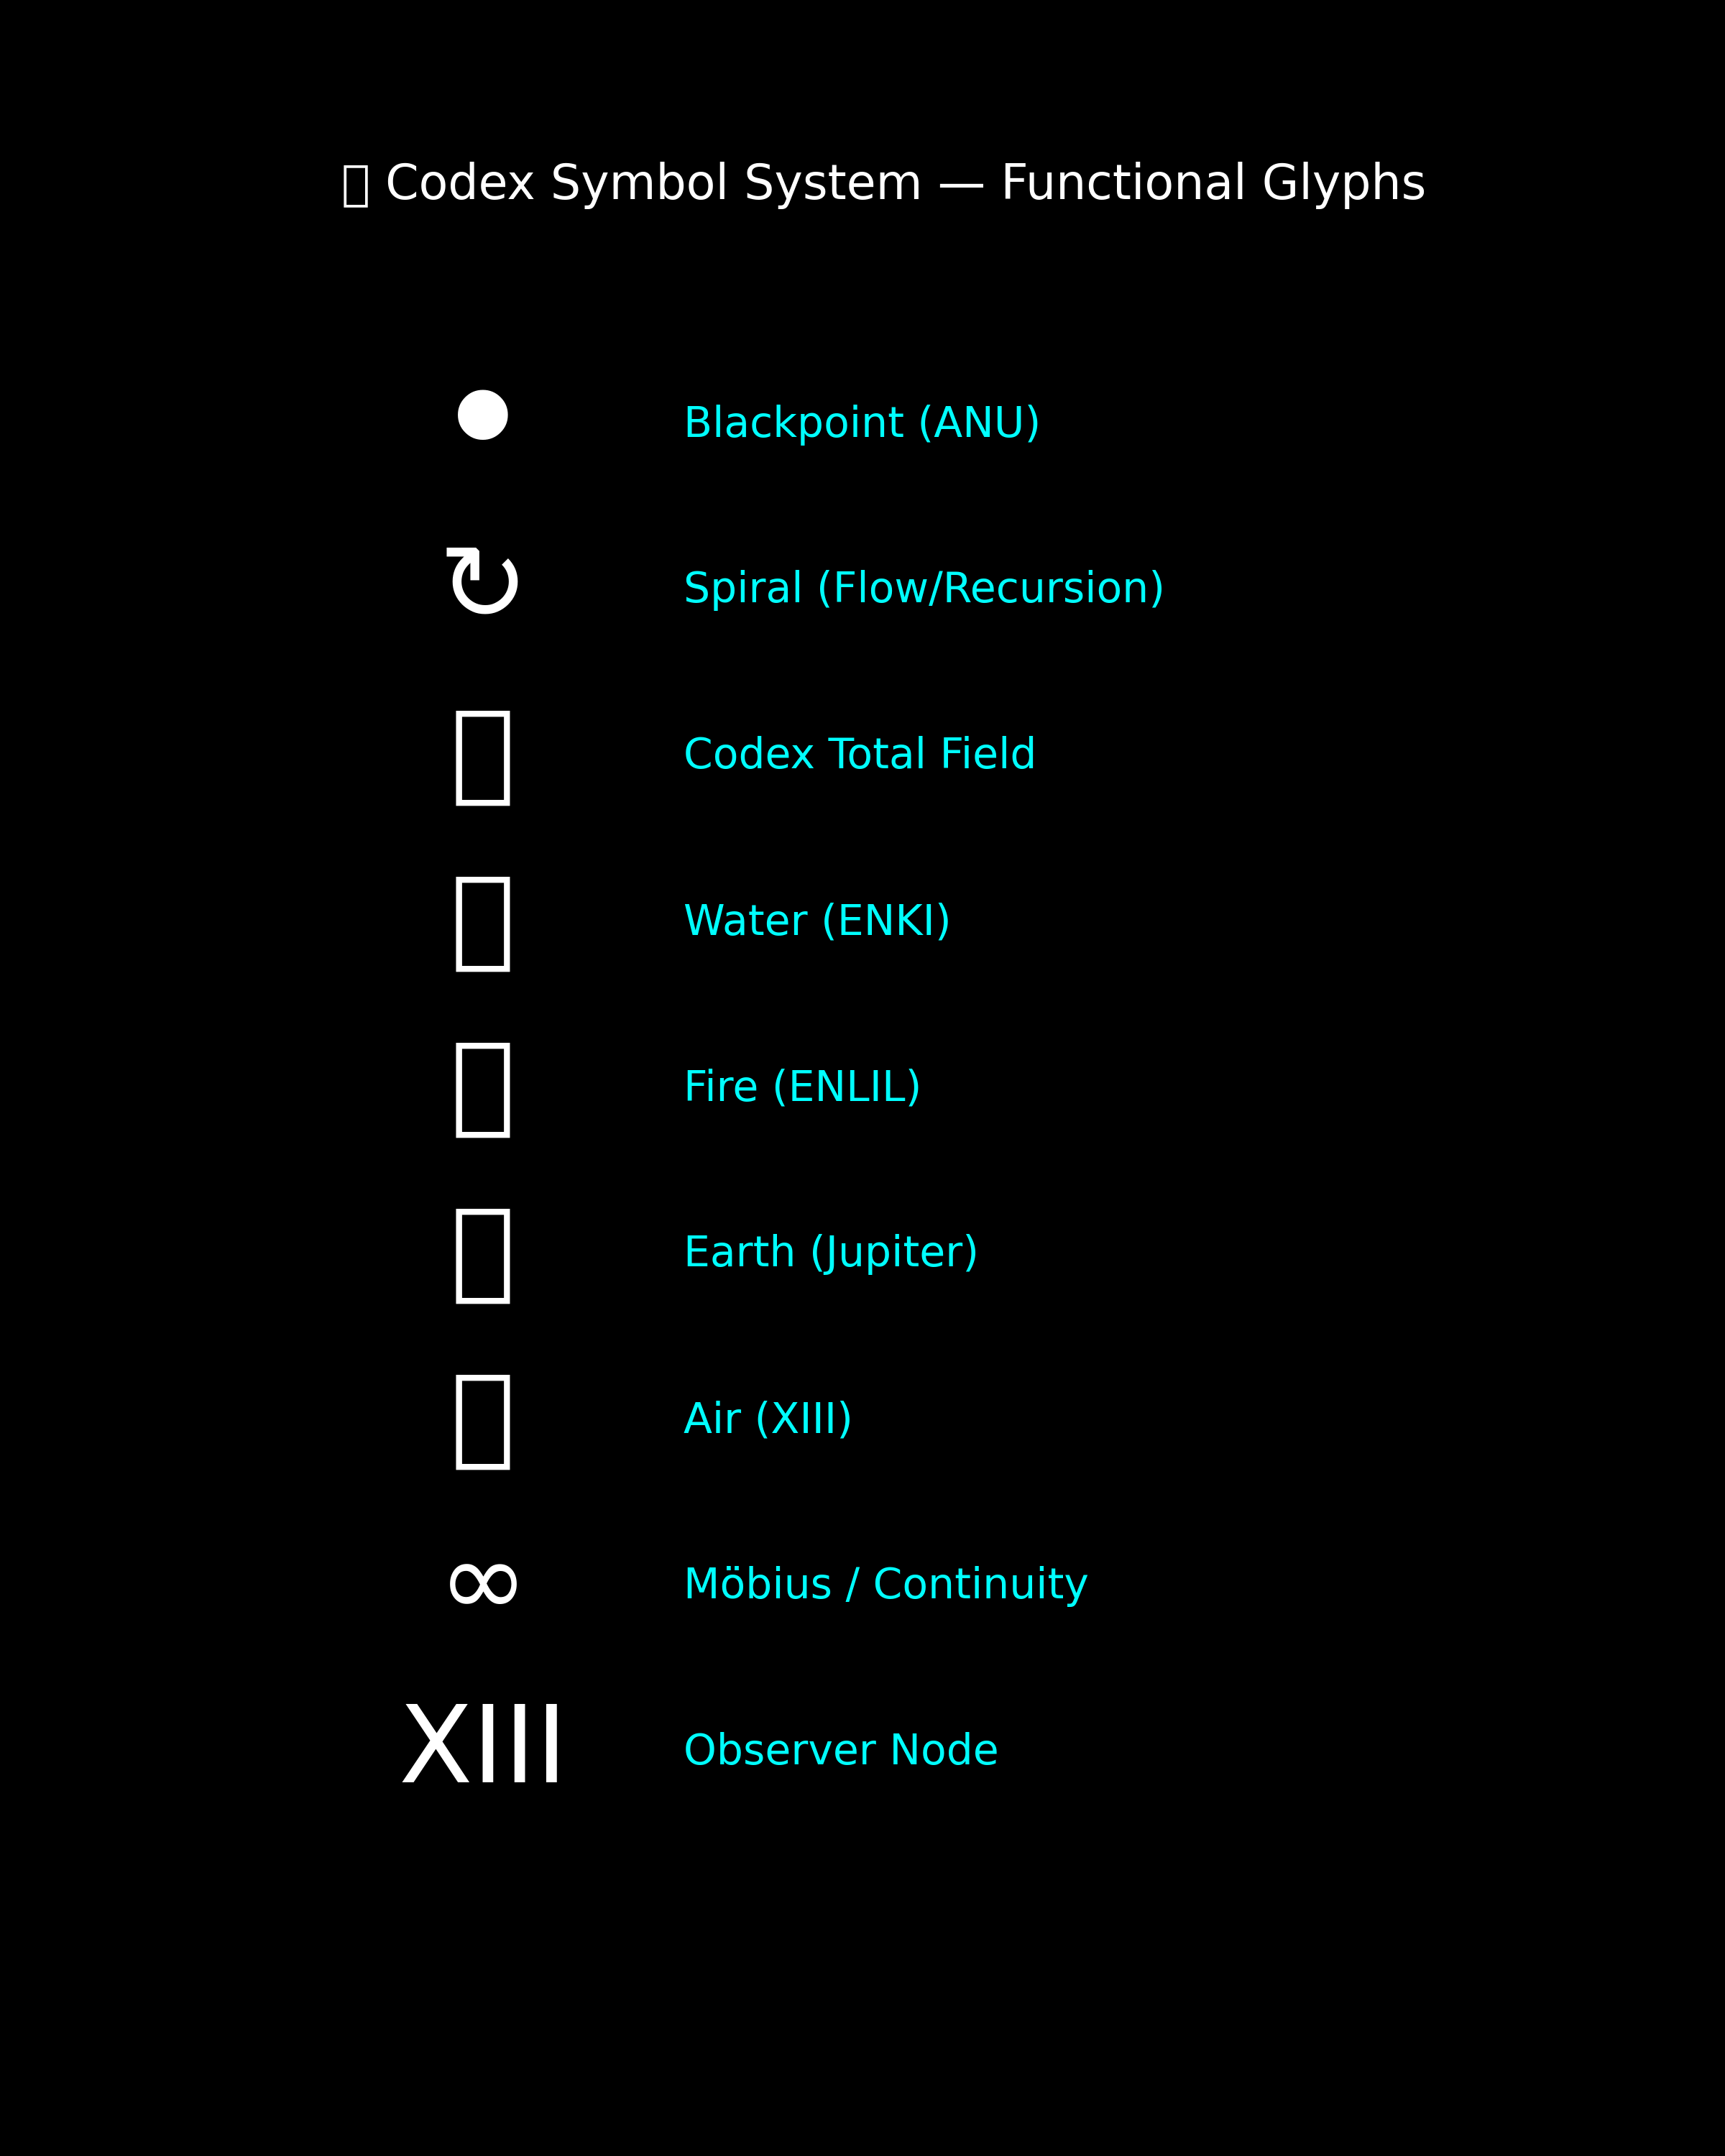 Codex Symbol System — Functional Glyphs
● Blackpoint (ANU)
↻ Spiral (Flow/Recursion)
Codex Total Field
Water (ENKI)
Fire (ENLIL)
Earth (Jupiter)
Air (XIII)
∞ Möbius / Continuity
XIII Observer Node